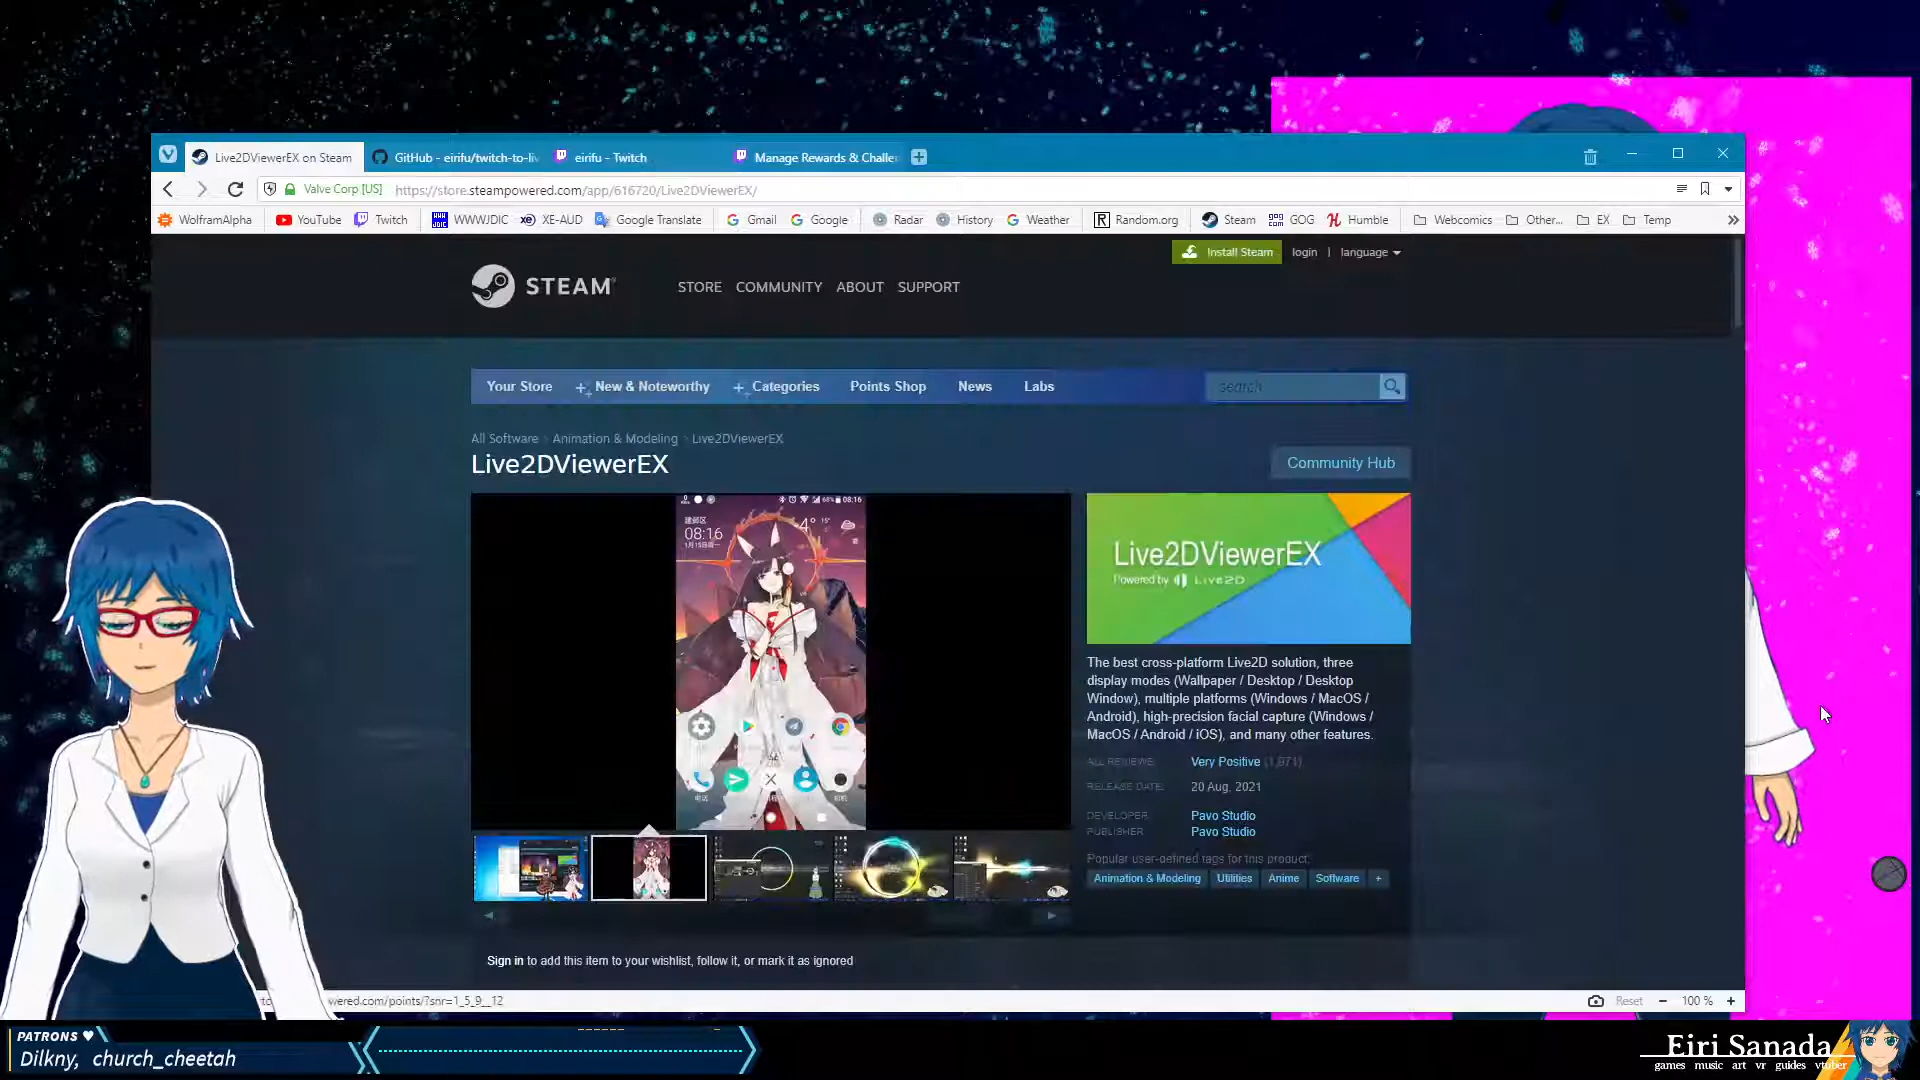 Live2DViewerEX on Steam
GitHub - eirifu/twitch-to-liv
eirifu - Twitch
Manage Rewards & Challe
Valve Corp [US]
https://store.steampowered.com/app/616720/Live2DViewerEX/
WolframAlpha
YouTube
Twitch
WWWJDIC
XE-AUD
Google Translate
Gmail
Google
Radar
History
Weather
Random.org
Steam
GOG
Humble
Webcomics
Other...
EX
Temp
Install Steam
login | language
STEAM
STORE COMMUNITY ABOUT SUPPORT
Your Store
New & Noteworthy
Categories
Points Shop
News
Labs
search
All Software > Animation & Modeling > Live2DViewerEX
Live2DViewerEX
Community Hub
68% 08:16
08:16
4°
Live2DViewerEX
Powered by Live2D
The best cross-platform Live2D solution, three
display modes (Wallpaper / Desktop / Desktop
Window), multiple platforms (Windows / MacOS /
Android), high-precision facial capture (Windows /
MacOS / Android / iOS), and many other features.
ALL REVIEWS: Very Positive (1,971)
RELEASE DATE: 20 Aug, 2021
DEVELOPER: Pavo Studio
PUBLISHER: Pavo Studio
Popular user-defined tags for this product:
Animation & Modeling
Utilities
Anime
Software
+
Sign in to add this item to your wishlist, follow it, or mark it as ignored
wered.com/points/?snr=1_5_9__12
Reset
100 %
PATRONS ♥
Dilkny, church_cheetah
Eiri Sanada
games music art vr guides vtuber